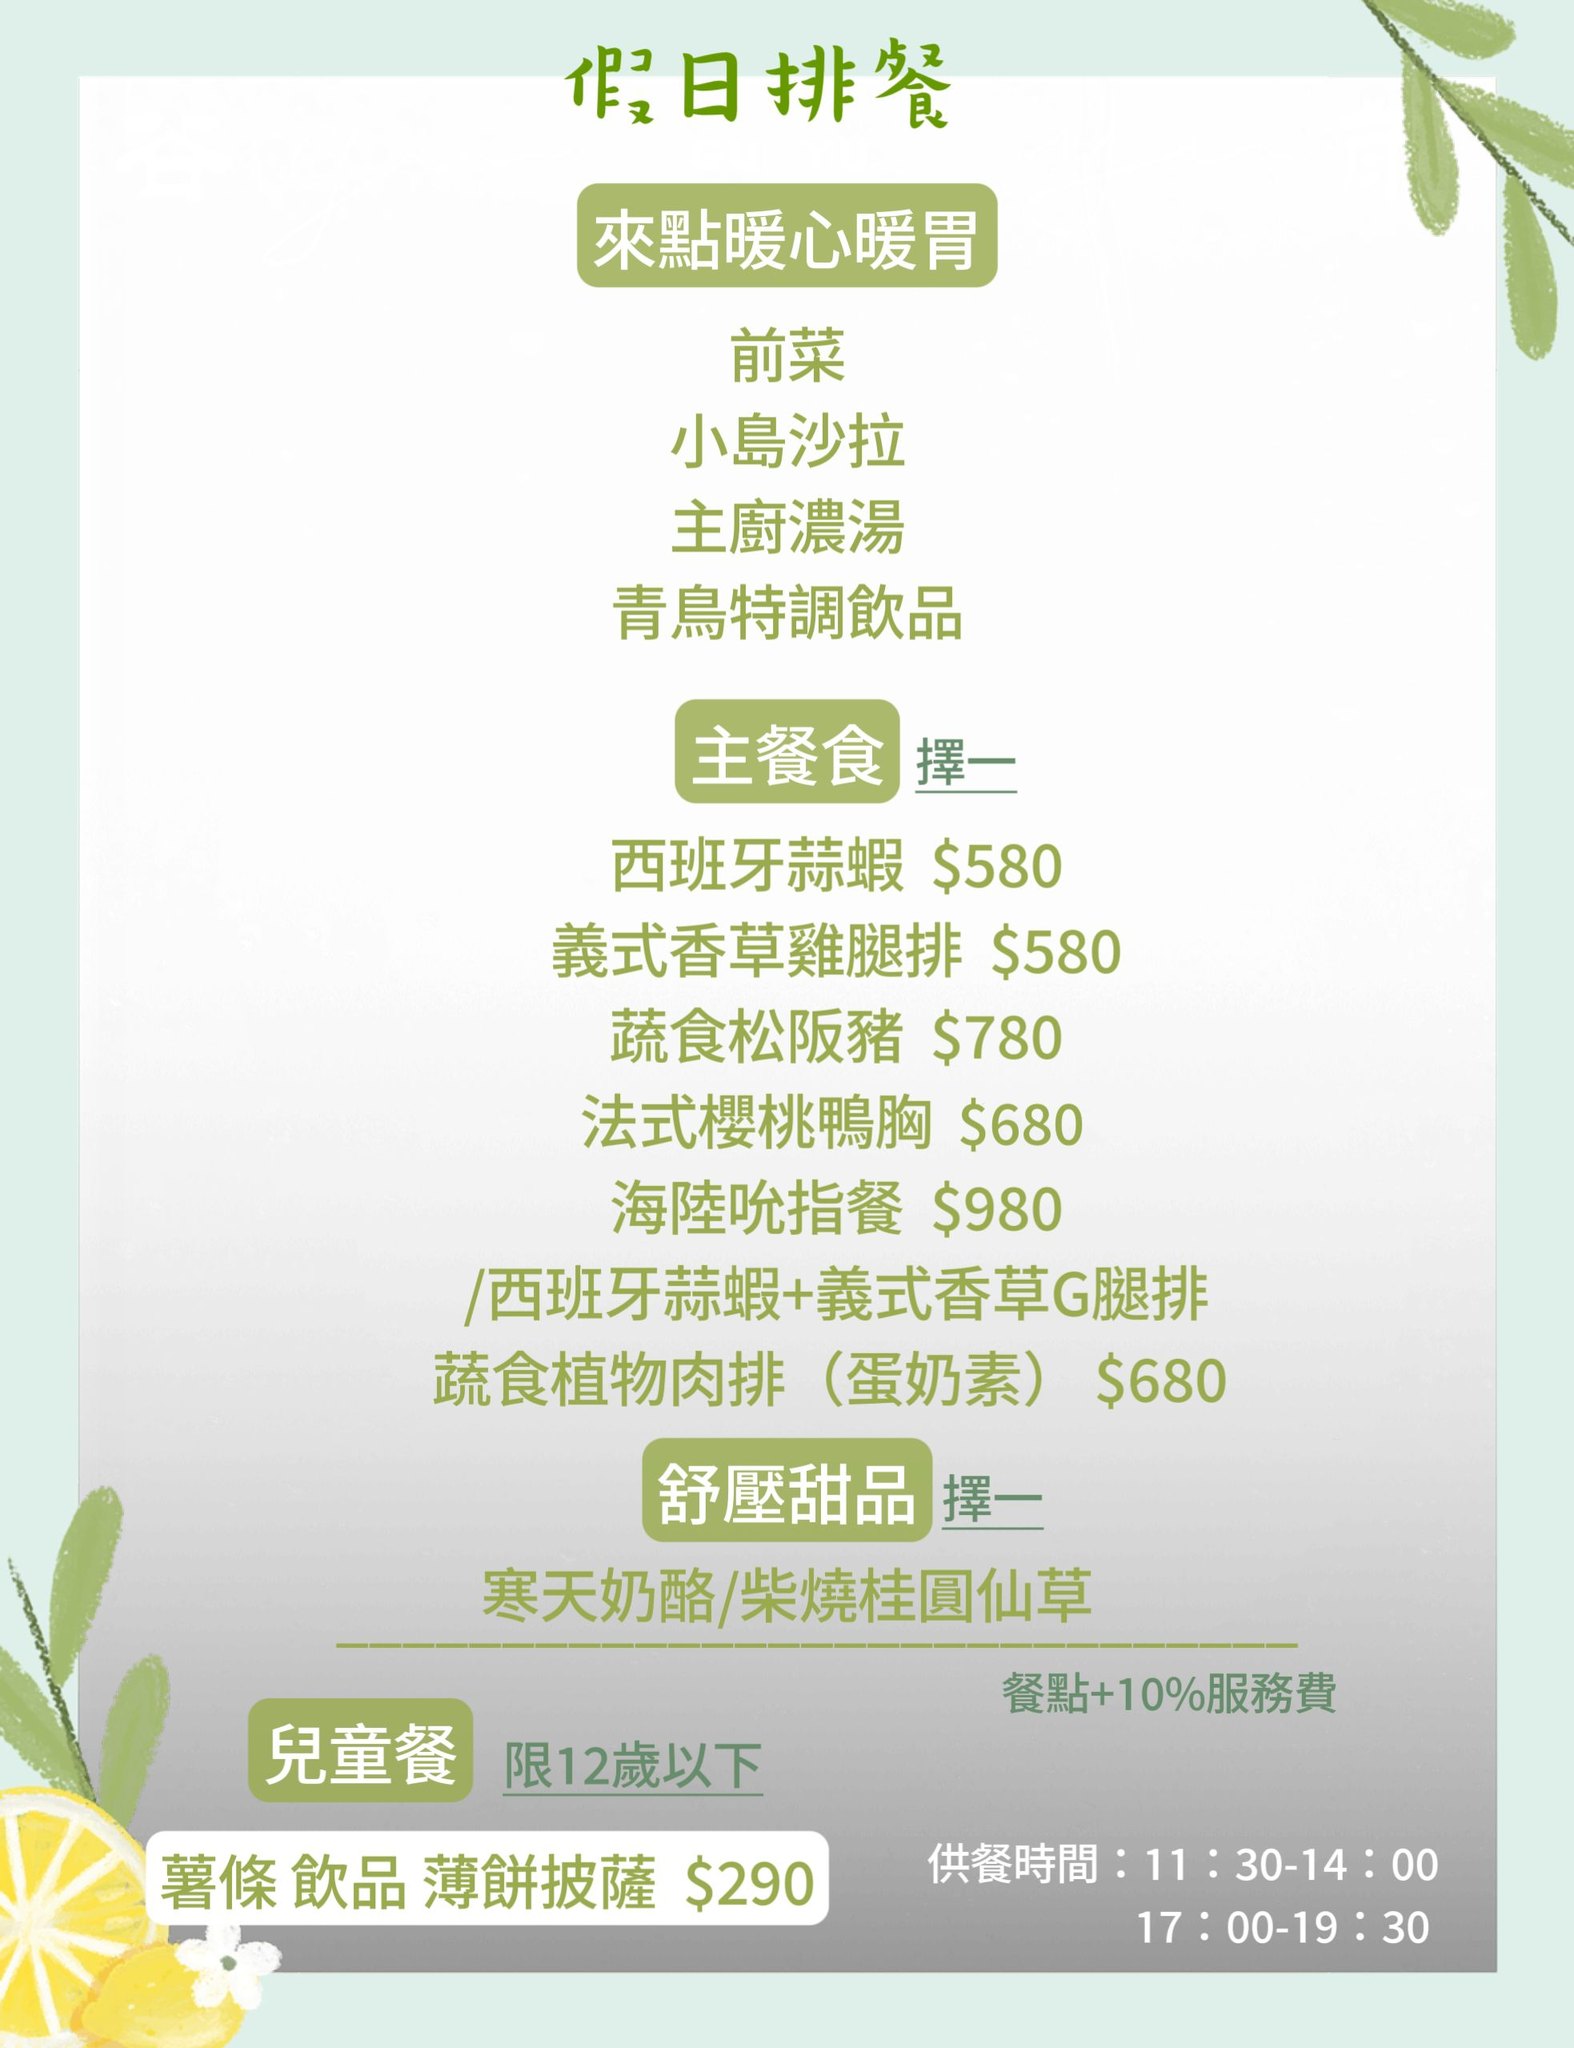 假日排餐
來點暖心暖胃
前菜
小島沙拉
主廚濃湯
青鳥特調飲品
主餐食 擇一
西班牙蒜蝦 $580
義式香草雞腿排 $580
蔬食松阪豬 $780
法式櫻桃鴨胸 $680
海陸吮指餐 $980
/西班牙蒜蝦+義式香草G腿排
蔬食植物肉排（蛋奶素） $680
舒壓甜品 擇一
寒天奶酪/柴燒桂圓仙草
餐點+10%服務費
兒童餐 限12歲以下
薯條 飲品 薄餅披薩 $290
供餐時間：11：30-14：00
17：00-19：30